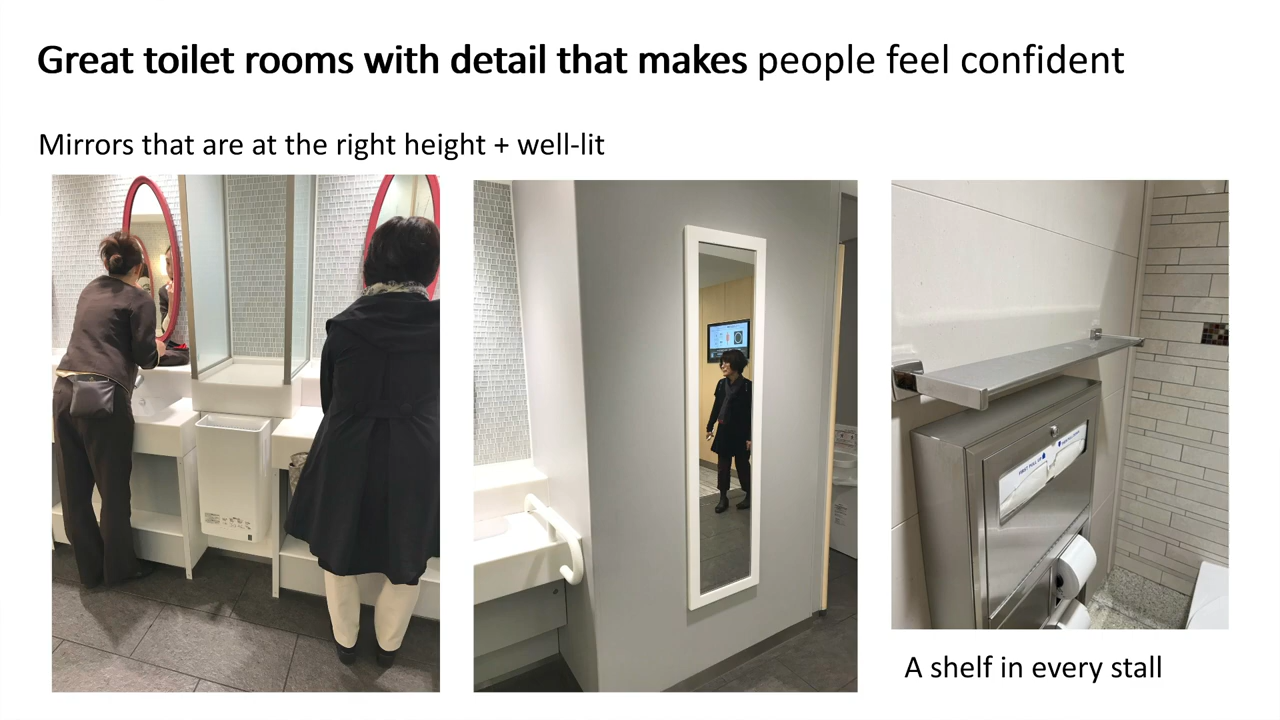 Great toilet rooms with detail that makes people feel confident
Mirrors that are at the right height + well-lit
A shelf in every stall